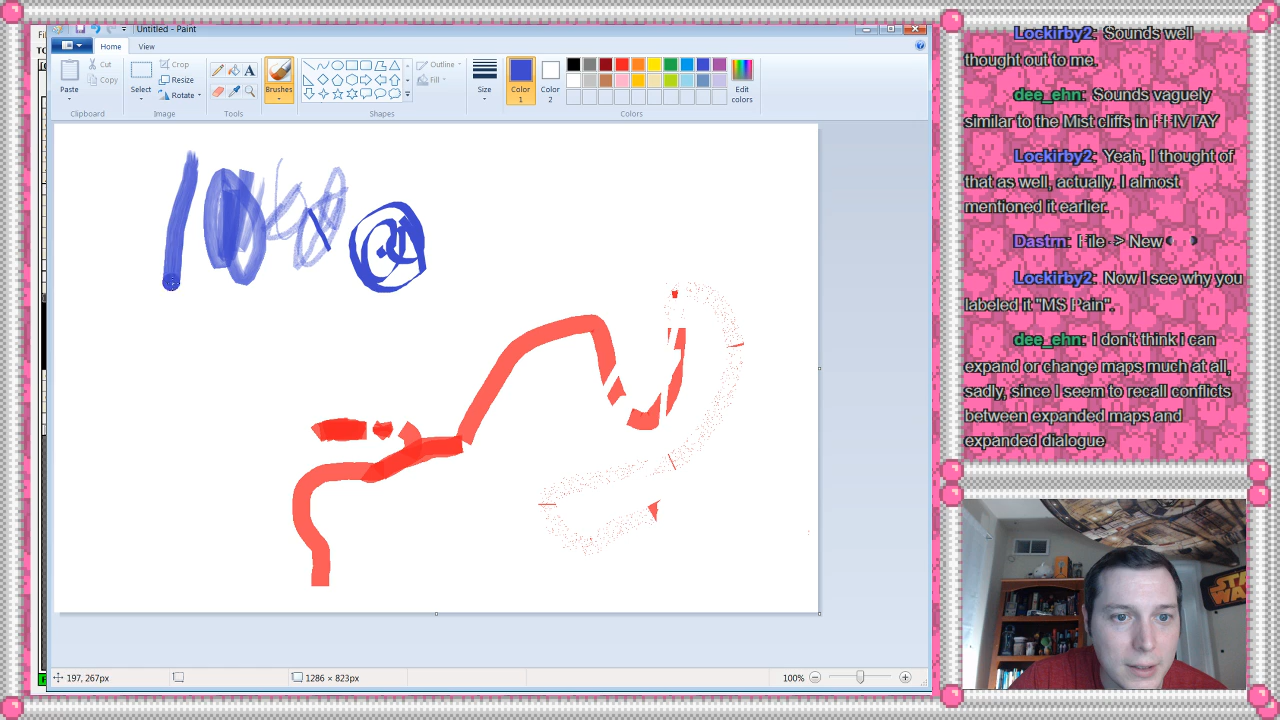 Untitled - Paint
Home View
Cut
Copy
Paste
Clipboard
Crop
Resize
Rotate
Select
Image
Tools
Brushes
Outline
Fill
Shapes
Size
Color 1
Color 2
Edit colors
Colors
197, 267px
1286 × 823px
100%
Lockirby2: Sounds well
thought out to me.
dee_ehn: Sounds vaguely
similar to the Mist cliffs in FFIV:TAY
Lockirby2: Yeah, I thought of
that as well, actually. I almost
mentioned it earlier.
Dastrn: File -> New
Lockirby2: Now I see why you
labeled it "MS Pain".
dee_ehn: i don't think i can
expand or change maps much at all,
sadly, since I seem to recall conflicts
between expanded maps and
expanded dialogue
STAR